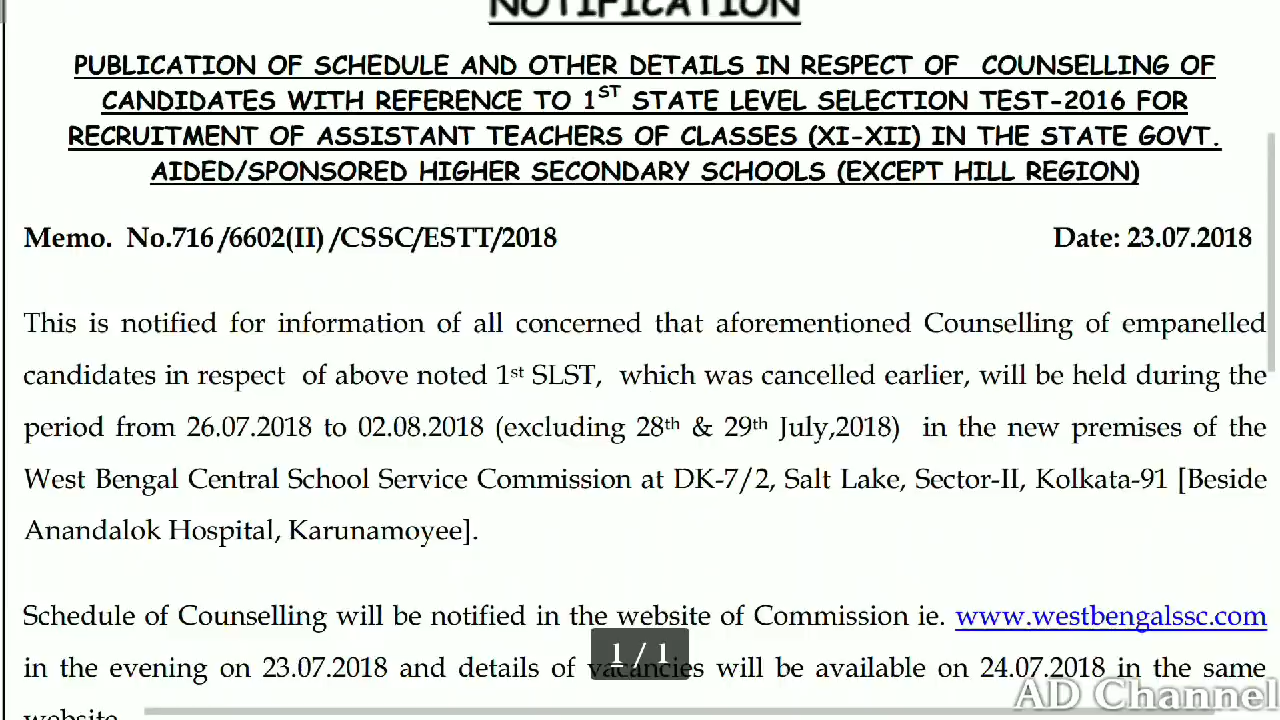 NOTIFICATION
PUBLICATION OF SCHEDULE AND OTHER DETAILS IN RESPECT OF COUNSELLING OF
CANDIDATES WITH REFERENCE TO 1ST STATE LEVEL SELECTION TEST-2016 FOR
RECRUITMENT OF ASSISTANT TEACHERS OF CLASSES (XI-XII) IN THE STATE GOVT.
AIDED/SPONSORED HIGHER SECONDARY SCHOOLS (EXCEPT HILL REGION)
Memo. No.716/6602(II)/CSSC/ESTT/2018 Date: 23.07.2018
This is notified for information of all concerned that aforementioned Counselling of empanelled
candidates in respect of above noted 1st SLST, which was cancelled earlier, will be held during the
period from 26.07.2018 to 02.08.2018 (excluding 28th & 29th July,2018) in the new premises of the
West Bengal Central School Service Commission at DK-7/2, Salt Lake, Sector-II, Kolkata-91 [Beside
Anandalok Hospital, Karunamoyee].
Schedule of Counselling will be notified in the website of Commission ie. www.westbengalssc.com
in the evening on 23.07.2018 and details of vacancies will be available on 24.07.2018 in the same
website.
1/1
AD Channel